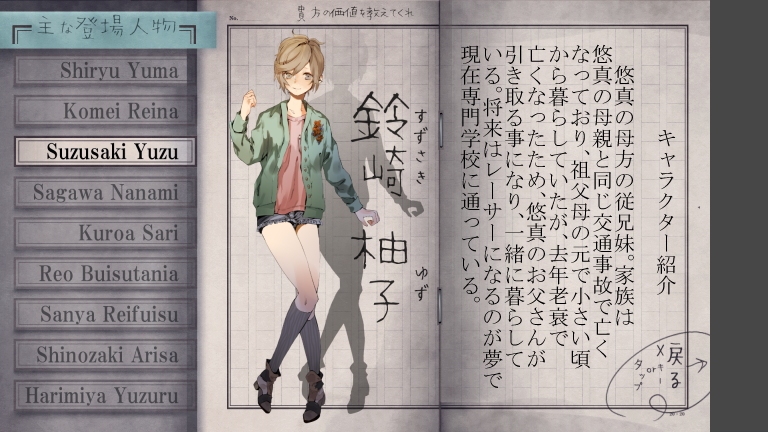 主な登場人物
Shiryu Yuma
Komei Reina
Suzusaki Yuzu
Sagawa Nanami
Kuroa Sari
Reo Buisutania
Sanya Reifuisu
Shinozaki Arisa
Harimiya Yuzuru
No.
貴方の価値を教えてくれ
鈴崎
すずさき
柚子
ゆず
キャラクター紹介
悠真の母方の従兄妹。家族は
悠真の母親と同じ交通事故で亡く
なっており、祖父母の元で小さい頃
から暮らしていたが、去年老衰で
亡くなったため、悠真のお父さんが
引き取る事になり、一緒に暮らして
いる。将来はレーサーになるのが夢で
現在専門学校に通っている。
戻る
Xキー
or
タップ